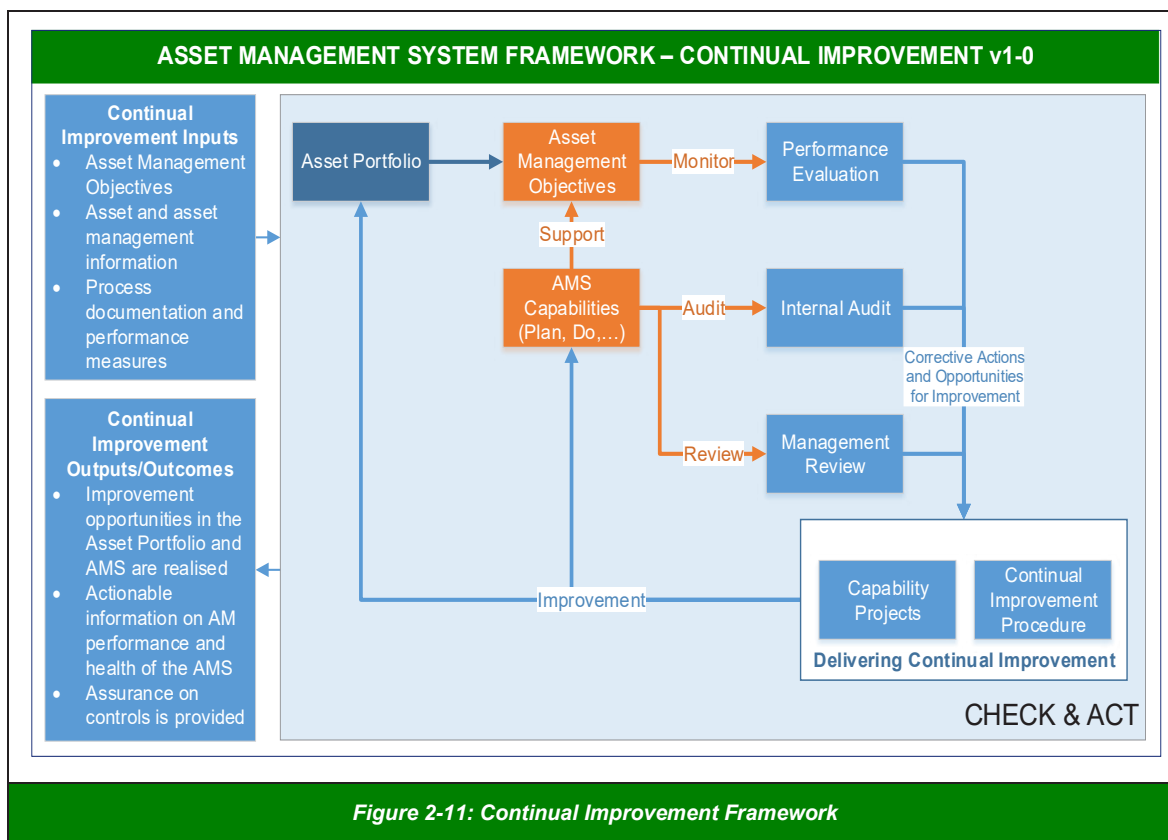 ASSET MANAGEMENT SYSTEM FRAMEWORK – CONTINUAL IMPROVEMENT v1-0
Continual
Improvement Inputs
• Asset Management
Objectives
• Asset and asset
management
information
• Process
documentation and
performance
measures
Continual
Improvement
Outputs/Outcomes
• Improvement
opportunities in the
Asset Portfolio and
AMS are realised
• Actionable
information on AM
performance and
health of the AMS
• Assurance on
controls is provided
Asset Portfolio
Asset
Management
Objectives
Monitor
Performance
Evaluation
Support
AMS
Capabilities
(Plan, Do,...)
Audit
Internal Audit
Corrective Actions
and Opportunities
for Improvement
Review
Management
Review
Improvement
Capability
Projects
Continual
Improvement
Procedure
Delivering Continual Improvement
CHECK & ACT
Figure 2-11: Continual Improvement Framework